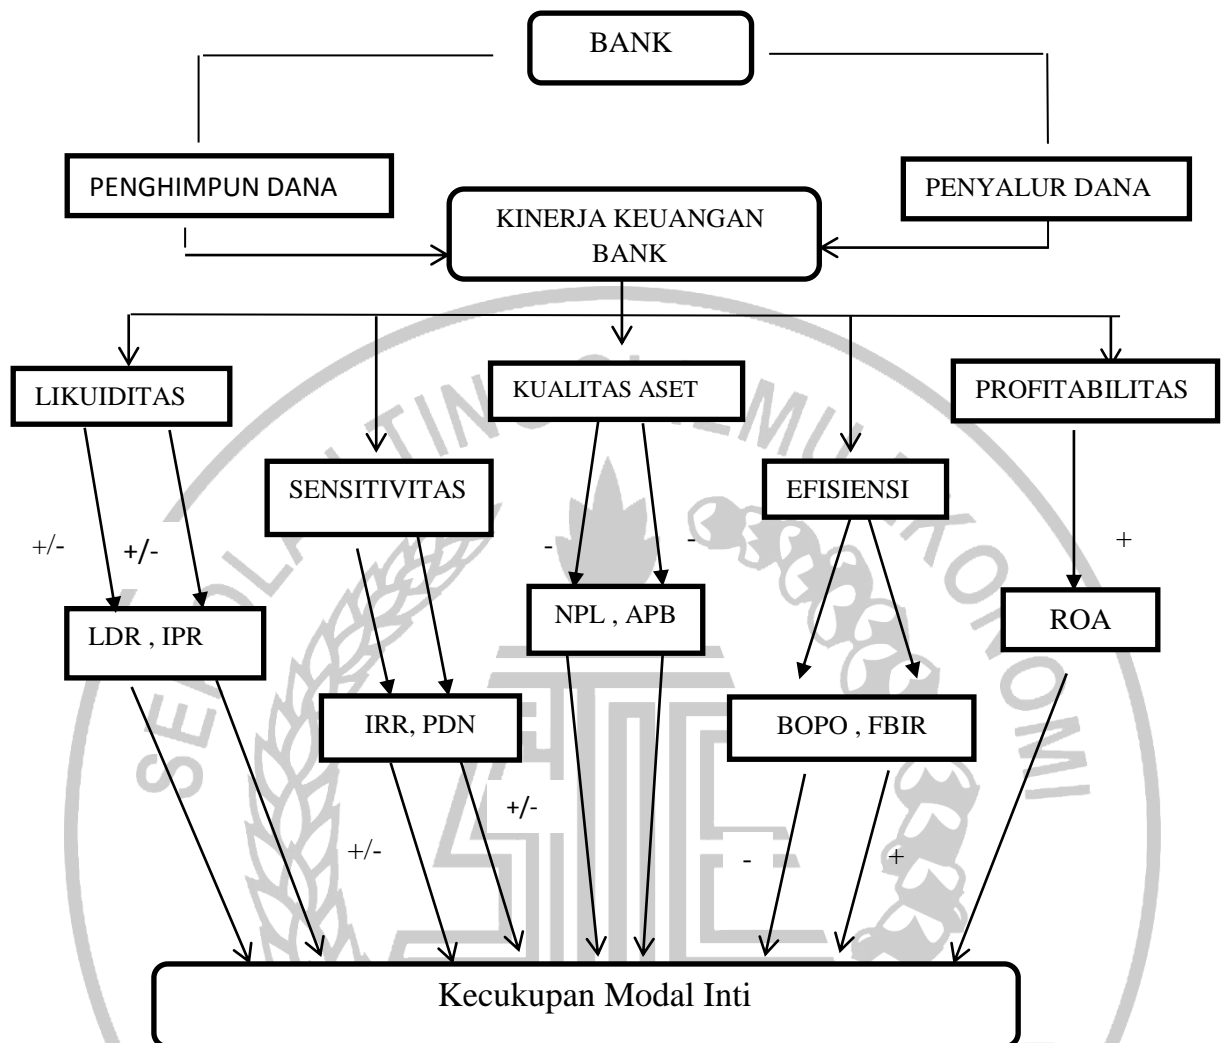 BANK
PENGHIMPUN DANA
PENYALUR DANA
KINERJA KEUANGAN
BANK
LIKUIDITAS
KUALITAS ASET
PROFITABILITAS
SENSITIVITAS
EFISIENSI
+/-
+/-
-
-
+
LDR , IPR
NPL , APB
ROA
IRR, PDN
BOPO , FBIR
+/-
+/-
-
+
Kecukupan Modal Inti